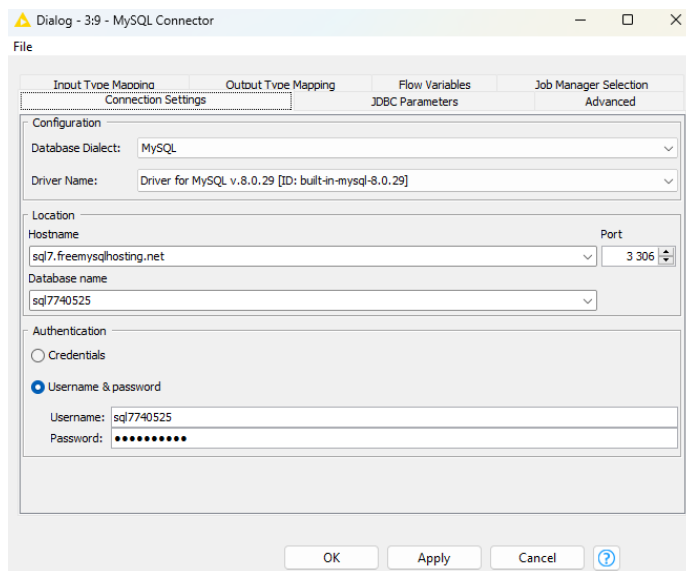 Dialog - 3:9 - MySQL Connector
File
Input Type Mapping Output Type Mapping Flow Variables Job Manager Selection
Connection Settings JDBC Parameters Advanced
Configuration
Database Dialect: MySQL
Driver Name: Driver for MySQL v.8.0.29 [ID: built-in-mysql-8.0.29]
Location
Hostname Port
sql7.freemysqlhosting.net 3 306
Database name
sql7740525
Authentication
Credentials
Username & password
Username: sql7740525
Password: ●●●●●●●●●●
OK Apply Cancel ?